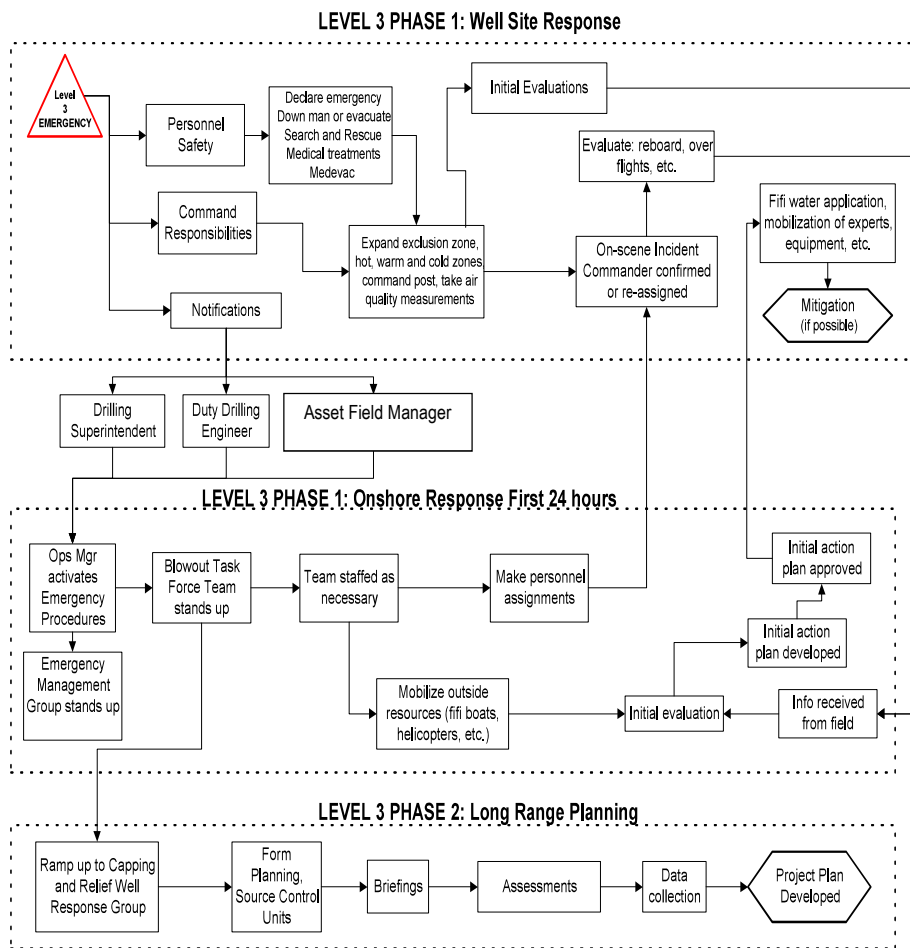 LEVEL 3 PHASE 1: Well Site Response
Level
3
EMERGENCY
Personnel
Safety
Declare emergency
Down man or evacuate
Search and Rescue
Medical treatments
Medevac
Initial Evaluations
Evaluate: reboard, over
flights, etc.
Command
Responsibilities
Expand exclusion zone,
hot, warm and cold zones,
command post, take air
quality measurements
On-scene Incident
Commander confirmed
or re-assigned
Fifi water application,
mobilization of experts,
equipment, etc.
Mitigation
(if possible)
Notifications
Drilling
Superintendent
Duty Drilling
Engineer
Asset Field Manager
LEVEL 3 PHASE 1: Onshore Response First 24 hours
Ops Mgr
activates
Emergency
Procedures
Blowout Task
Force Team
stands up
Team staffed as
necessary
Make personnel
assignments
Initial action
plan approved
Initial action
plan developed
Emergency
Management
Group stands up
Mobilize outside
resources (fifi boats,
helicopters, etc.)
Initial evaluation
Info received
from field
LEVEL 3 PHASE 2: Long Range Planning
Ramp up to Capping
and Relief Well
Response Group
Form
Planning,
Source Control
Units
Briefings
Assessments
Data
collection
Project Plan
Developed